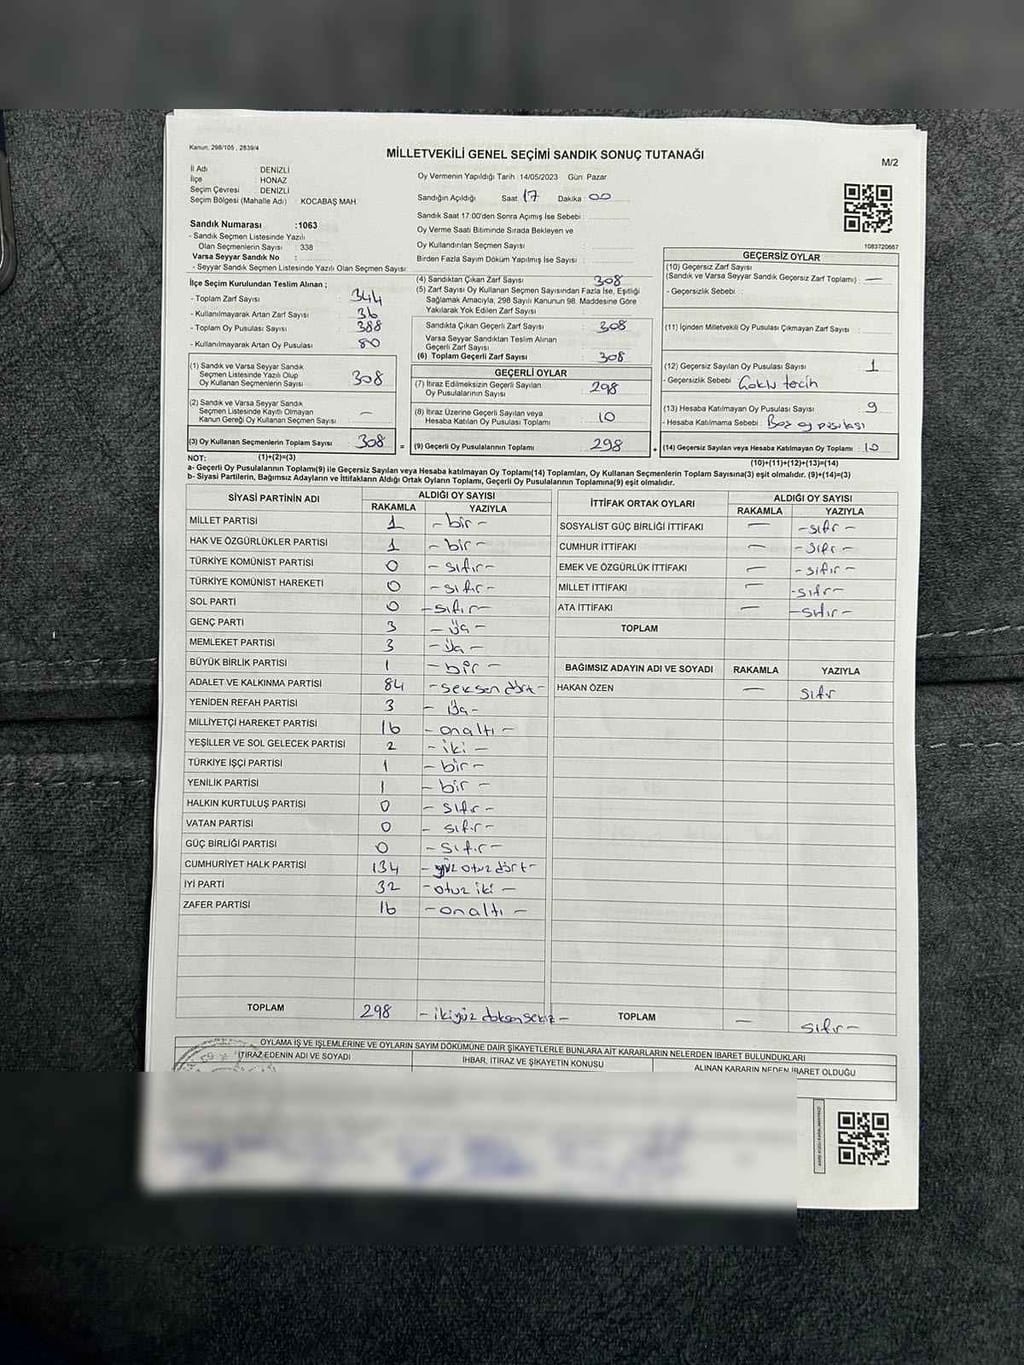 Kanun, 298/105 , 2839/4
MİLLETVEKİLİ GENEL SEÇİMİ SANDIK SONUÇ TUTANAĞI
M/2
İl Adı DENİZLİ
İlçe HONAZ
Seçim Çevresi DENİZLİ
Seçim Bölgesi (Mahalle Adı) : KOCABAŞ MAH.
Oy Vermenin Yapıldığı Tarih :14/05/2023 Gün: Pazar
Sandığın Açıldığı Saat 17 Dakika 00
Sandık Saat 17:00'den Sonra Açılmış İse Sebebi :
Oy Verme Saati Bitiminde Sırada Bekleyen ve
Oy Kullandırılan Seçmen Sayısı
Birden Fazla Sayım Döküm Yapılmış İse Sayısı :
Sandık Numarası :1063
- Sandık Seçmen Listesinde Yazılı
Olan Seçmenlerin Sayısı : 338
Varsa Seyyar Sandık No :
- Seyyar Sandık Seçmen Listesinde Yazılı Olan Seçmen Sayısı
1083720667
İlçe Seçim Kurulundan Teslim Alınan ;
- Toplam Zarf Sayısı 344
- Kullanılmayarak Artan Zarf Sayısı : 36
- Toplam Oy Pusulası Sayısı 388
- Kullanılmayarak Artan Oy Pusulası 80
(1) Sandık ve Varsa Seyyar Sandık
Seçmen Listesinde Yazılı Olup
Oy Kullanan Seçmenlerin Sayısı 308
(2) Sandık ve Varsa Seyyar Sandık
Seçmen Listesinde Kayıtlı Olmayan
Kanun Gereği Oy Kullanan Seçmen Sayısı —
(3) Oy Kullanan Seçmenlerin Toplam Sayısı 308
(1)+(2)=(3)
(4) Sandıktan Çıkan Zarf Sayısı 308
(5) Zarf Sayısı Oy Kullanan Seçmen Sayısından Fazla İse, Eşitliği
Sağlamak Amacıyla, 298 Sayılı Kanunun 98. Maddesine Göre
Yakılarak Yok Edilen Zarf Sayısı
Sandıkta Çıkan Geçerli Zarf Sayısı 308
Varsa Seyyar Sandıktan Teslim Alınan
Geçerli Zarf Sayısı
(6) Toplam Geçerli Zarf Sayısı 308
GEÇERLİ OYLAR
(7) İtiraz Edilmeksizin Geçerli Sayılan
Oy Pusulalarının Sayısı 298
(8) İtiraz Üzerine Geçerli Sayılan veya
Hesaba Katılan Oy Pusulası Toplamı 10
= (9) Geçerli Oy Pusulalarının Toplamı 298 +
GEÇERSİZ OYLAR
(10) Geçersiz Zarf Sayısı
(Sandık ve Varsa Seyyar Sandık Geçersiz Zarf Toplamı) : —
- Geçersizlik Sebebi :
(11) İçinden Milletvekili Oy Pusulası Çıkmayan Zarf Sayısı :
(12) Geçersiz Sayılan Oy Pusulası Sayısı : 1
- Geçersizlik Sebebi
(13) Hesaba Katılmayan Oy Pusulası Sayısı : 9
- Hesaba Katılmama Sebebi : Boş oy pusulası
(14) Geçersiz Sayılan veya Hesaba Katılmayan Oy Toplamı 10
(10)+(11)+(12)+(13)=(14)
NOT:
a- Geçerli Oy Pusulalarının Toplamı(9) ile Geçersiz Sayılan veya Hesaba katılmayan Oy Toplamı(14) Toplamları, Oy Kullanan Seçmenlerin Toplam Sayısına(3) eşit olmalıdır. (9)+(14)=(3)
b- Siyasi Partilerin, Bağımsız Adayların ve İttifakların Aldığı Ortak Oyların Toplamı, Geçerli Oy Pusulalarının Toplamına(9) eşit olmalıdır.
SİYASİ PARTİNİN ADI ALDIĞI OY SAYISI
RAKAMLA YAZIYLA
MİLLET PARTİSI 1 - bir -
HAK VE ÖZGÜRLÜKLER PARTİSİ 1 - bir -
TÜRKİYE KOMÜNİST PARTİSİ 0 - sıfır -
TÜRKİYE KOMÜNİST HAREKETİ 0 - sıfır -
SOL PARTİ 0 - sıfır -
GENÇ PARTİ 3 - üç -
MEMLEKET PARTİSİ 3 - üç -
BÜYÜK BİRLİK PARTİSİ 1 - bir -
ADALET VE KALKINMA PARTİSİ 84 - seksen dört -
YENİDEN REFAH PARTİSİ 3 - üç -
MİLLİYETÇİ HAREKET PARTİSİ 16 - onaltı -
YEŞİLLER VE SOL GELECEK PARTİSİ 2 - iki -
TÜRKİYE İŞÇİ PARTİSİ 1 - bir -
YENİLİK PARTİSİ 1 - bir -
HALKIN KURTULUŞ PARTİSİ 0 - sıfır -
VATAN PARTİSİ 0 - sıfır -
GÜÇ BİRLİĞİ PARTİSİ 0 - sıfır -
CUMHURİYET HALK PARTİSİ 134 - yüz otuz dört -
İYİ PARTİ 32 - otuz iki -
ZAFER PARTİSİ 16 - onaltı -
TOPLAM 298 - ikiyüz doksan sekiz -
İTTİFAK ORTAK OYLARI ALDIĞI OY SAYISI
RAKAMLA YAZIYLA
SOSYALİST GÜÇ BİRLİĞİ İTTİFAKI — - sıfır -
CUMHUR İTTİFAKI — - sıfır -
EMEK VE ÖZGÜRLÜK İTTİFAKI — - sıfır -
MİLLET İTTİFAKI — - sıfır -
ATA İTTİFAKI — - sıfır -
TOPLAM
BAĞIMSIZ ADAYIN ADI VE SOYADI RAKAMLA YAZIYLA
HAKAN ÖZEN — sıfır
TOPLAM — sıfır -
OYLAMA İŞ VE İŞLEMLERİNE VE OYLARIN SAYIM DÖKÜMÜNE DAİR ŞİKAYETLERLE BUNLARA AİT KARARLARIN NELERDEN İBARET BULUNDUKLARI
İTİRAZ EDENİN ADI VE SOYADI İHBAR, İTİRAZ VE ŞİKAYETİN KONUSU ALINAN KARARIN NEDEN İBARET OLDUĞU